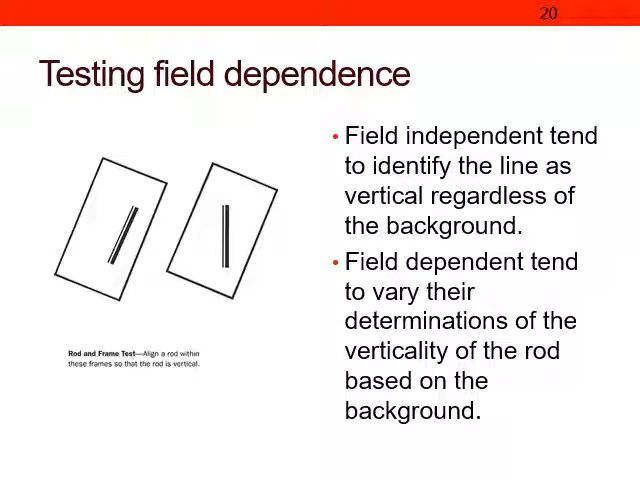 20
Testing field dependence
• Field independent tend
to identify the line as
vertical regardless of
the background.
• Field dependent tend
to vary their
determinations of the
verticality of the rod
based on the
background.
Rod and Frame Test—Align a rod within
these frames so that the rod is vertical.